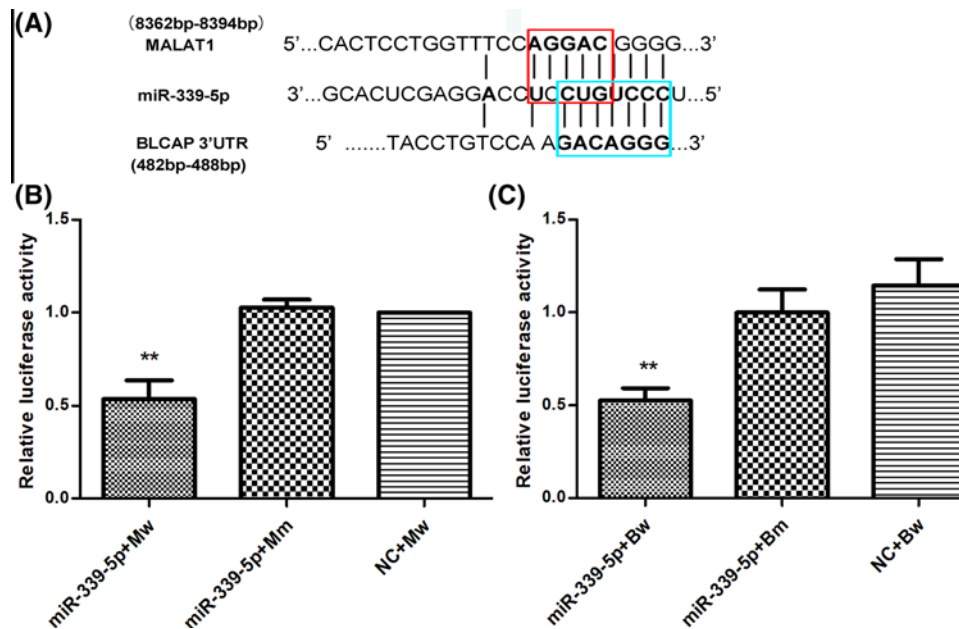 (A)
(8362bp-8394bp)
MALAT1 5’...CACTCCTGGTTTCCAGGAC GGGG...3’
miR-339-5p 3’...GCACUCGAGGACCUCCUGUCCCU...5’
BLCAP 3’UTR 5’ .......TACCTGTCCA AGACAGGG...3’
(482bp-488bp)
(B)
Relative luciferase activity
1.5
1.0
0.5
0.0
**
miR-339-5p+Mw
miR-339-5p+Mm
NC+Mw
(C)
Relative luciferase activity
1.5
1.0
0.5
0.0
**
miR-339-5p+Bw
miR-339-5p+Bm
NC+Bw